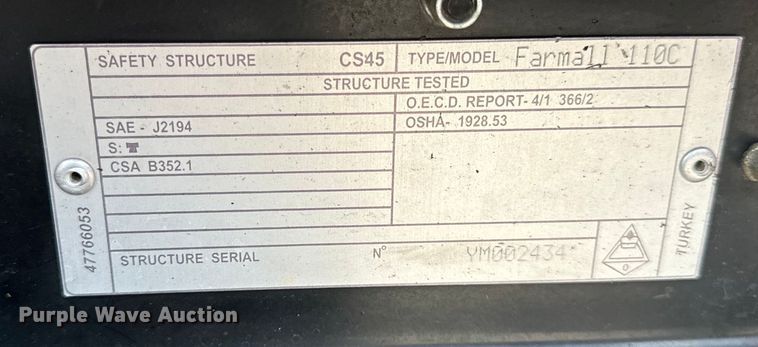 SAFETY STRUCTURE CS45 TYPE/MODEL Farmall 110C
STRUCTURE TESTED
O.E.C.D. REPORT- 4/1 366/2
SAE - J2194 OSHA- 1928.53
S:
CSA B352.1
STRUCTURE SERIAL N° YM002434
47766053
TURKEY
Purple Wave Auction